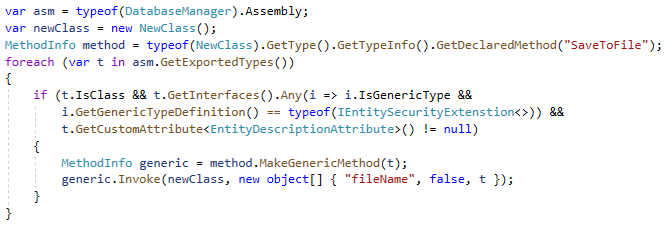 var asm = typeof(DatabaseManager).Assembly;
var newClass = new NewClass();
MethodInfo method = typeof(NewClass).GetType().GetTypeInfo().GetDeclaredMethod("SaveToFile");
foreach (var t in asm.GetExportedTypes())
{
    if (t.IsClass && t.GetInterfaces().Any(i => i.IsGenericType &&
        i.GetGenericTypeDefinition() == typeof(IEntitySecurityExtenstion<>)) &&
        t.GetCustomAttribute<EntityDescriptionAttribute>() != null)
    {
        MethodInfo generic = method.MakeGenericMethod(t);
        generic.Invoke(newClass, new object[] { "fileName", false, t });
    }
}